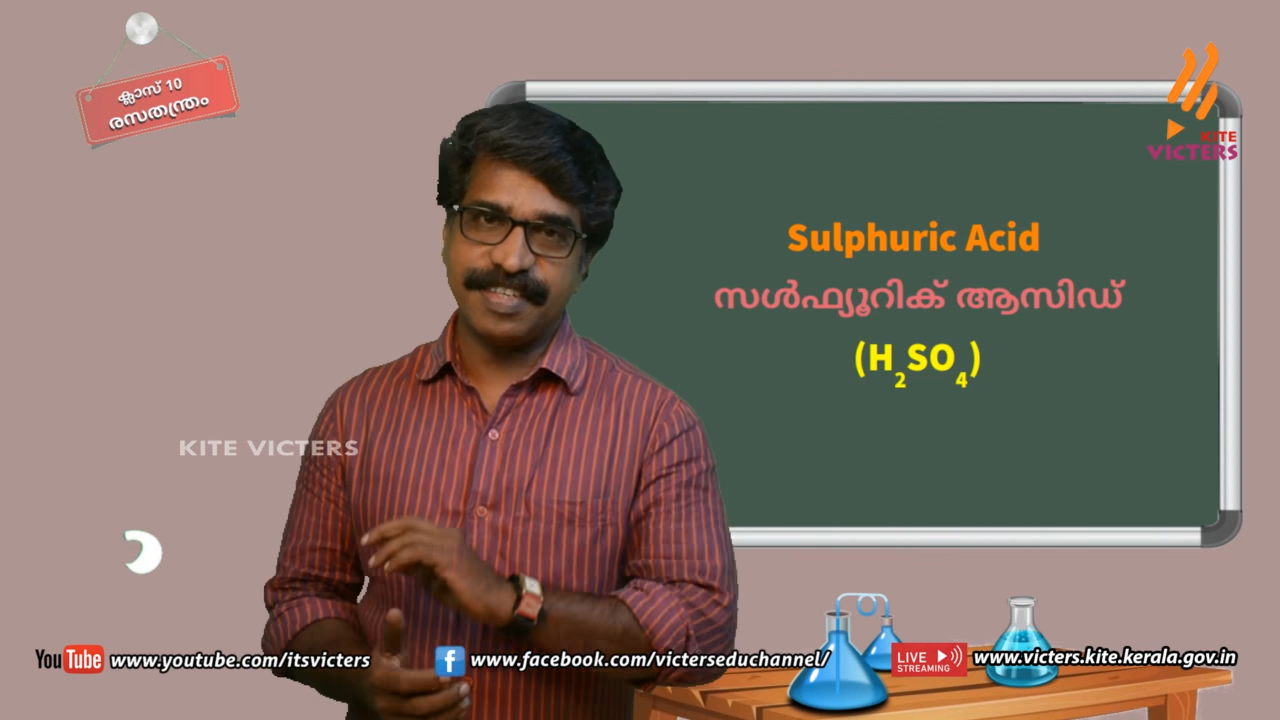 ക്ലാസ് 10
രസതന്ത്രം
KITE
VICTERS
Sulphuric Acid
സൾഫ്യൂറിക് ആസിഡ്
(H₂SO₄)
KITE VICTERS
YouTube www.youtube.com/itsvicters
f www.facebook.com/victerseduchannel/
LIVE STREAMING www.victers.kite.kerala.gov.in